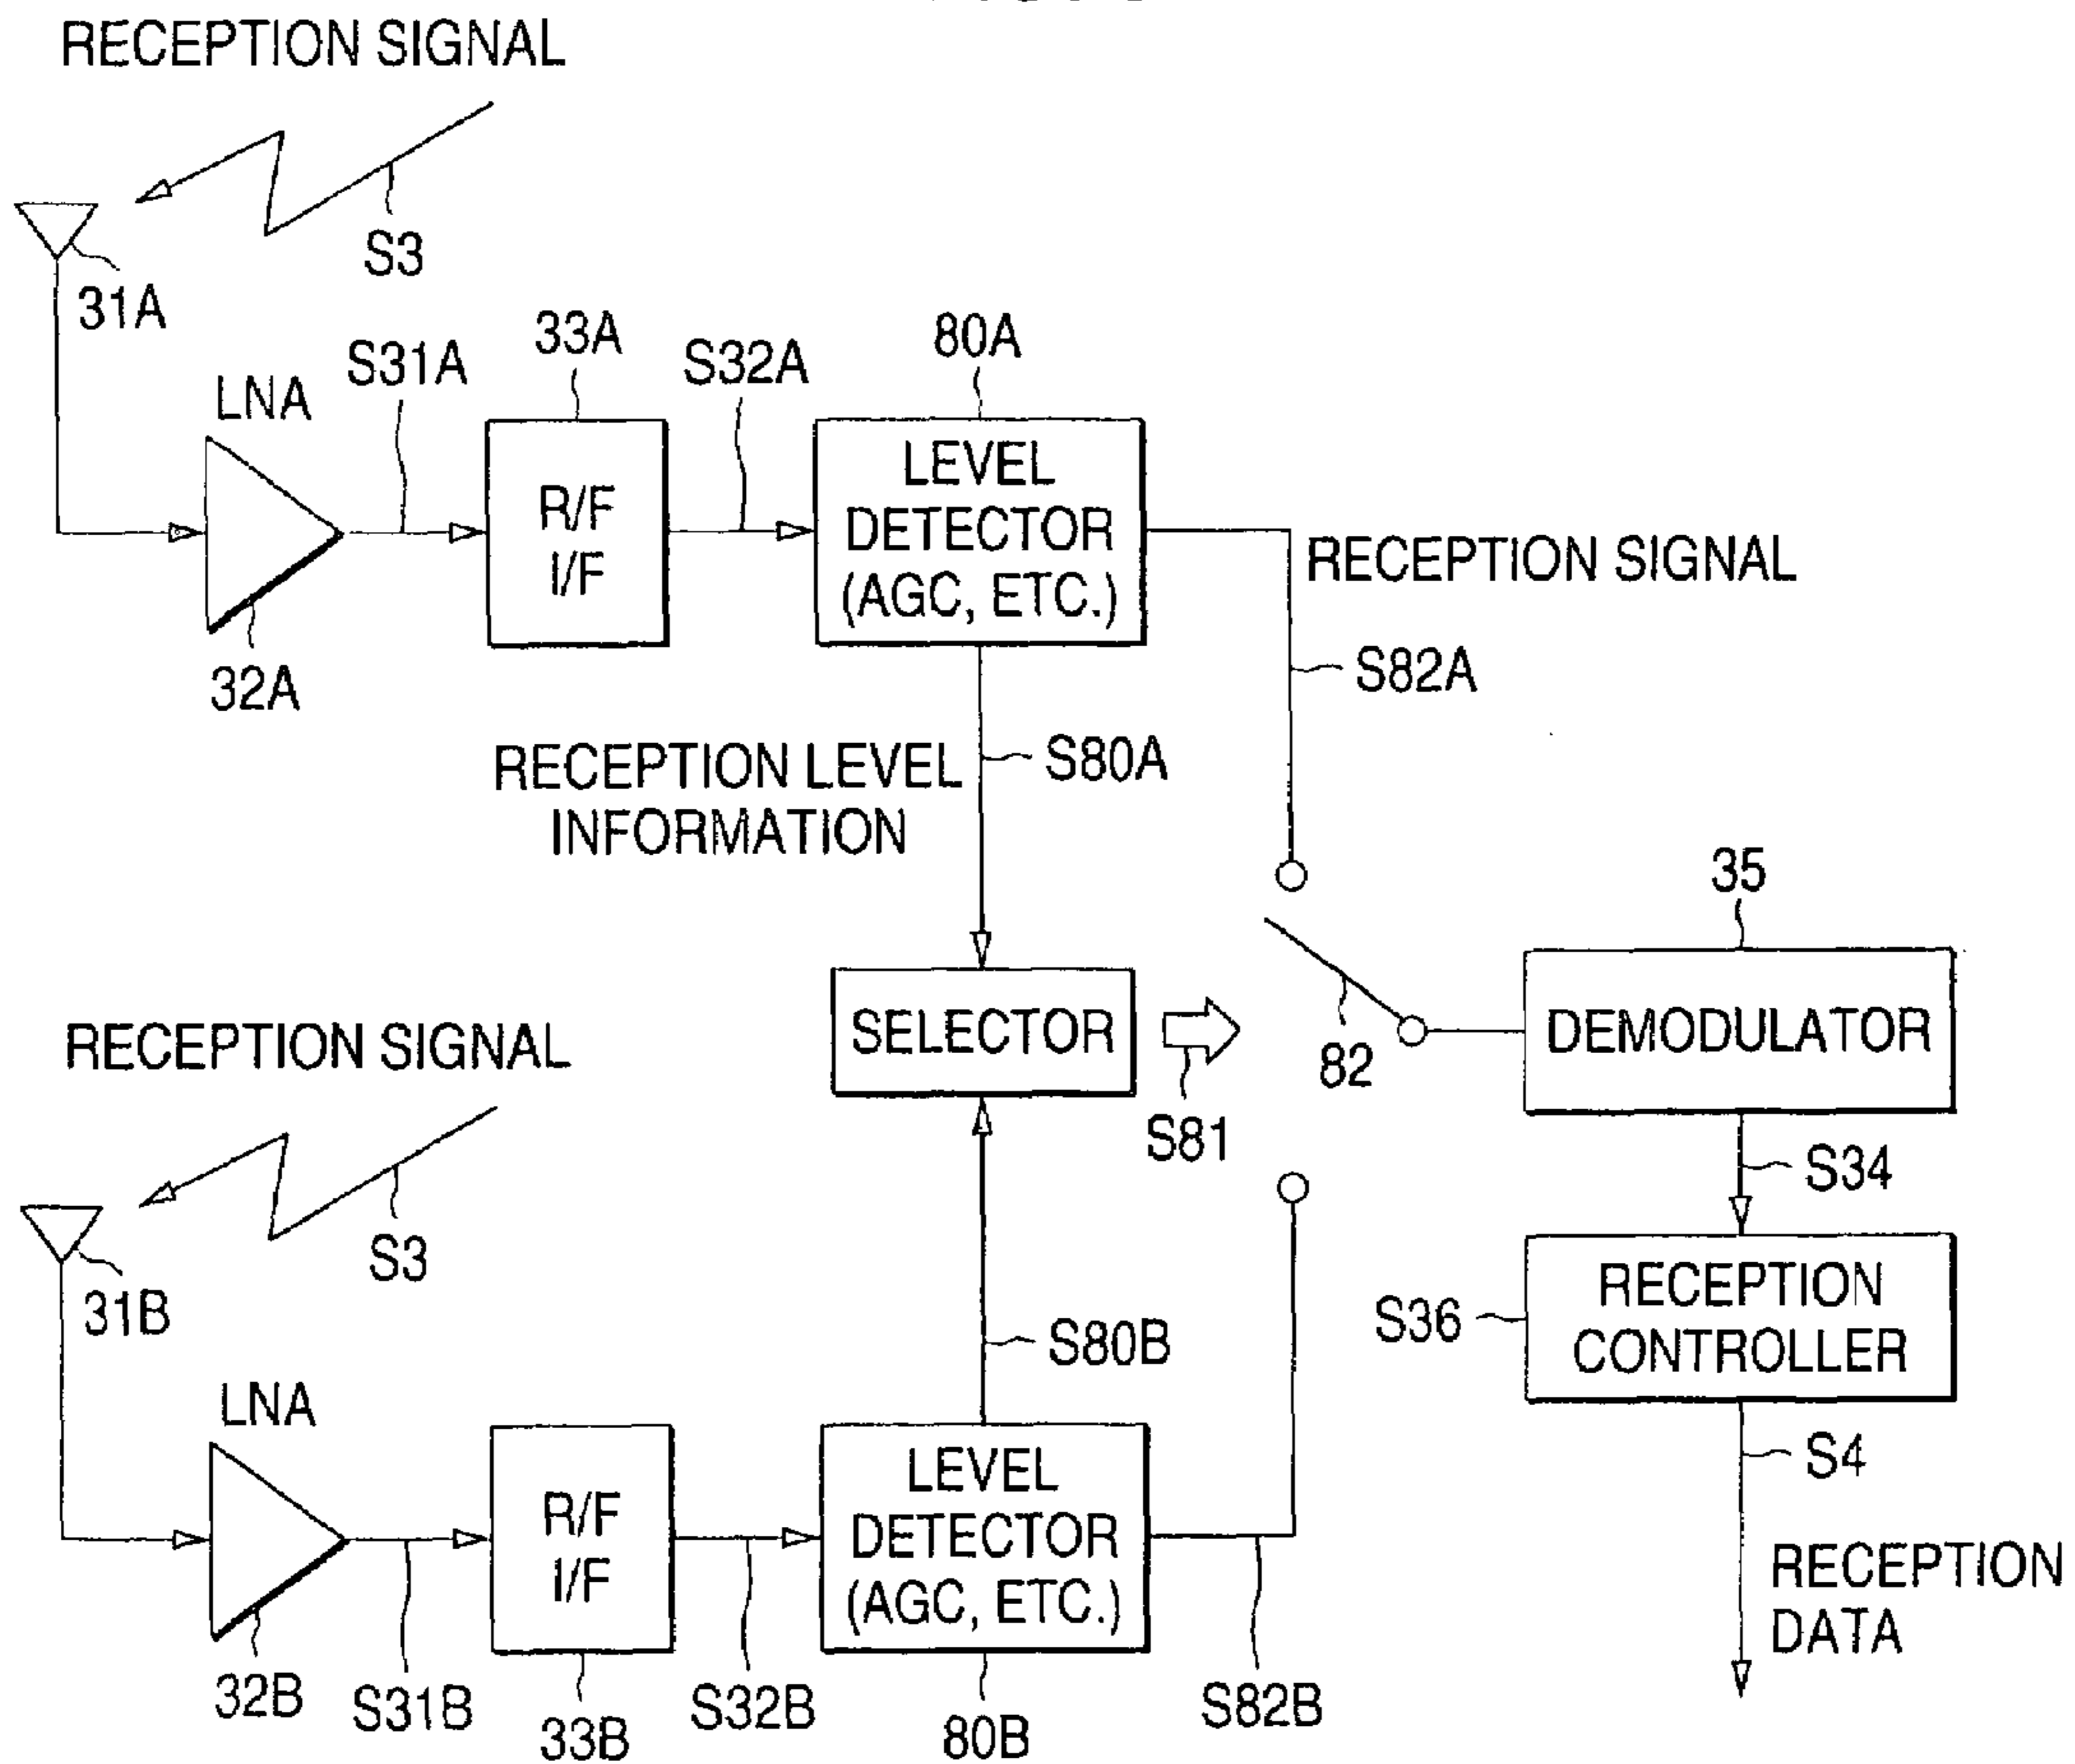 RECEPTION SIGNAL
S3
31A
LNA
S31A
33A
S32A
80A
R/F
I/F
LEVEL
DETECTOR
(AGC, ETC.)
32A
RECEPTION SIGNAL
S82A
RECEPTION LEVEL
INFORMATION
S80A
35
SELECTOR
82
DEMODULATOR
S81
RECEPTION SIGNAL
S3
31B
S34
S36
RECEPTION
CONTROLLER
S80B
LNA
R/F
I/F
LEVEL
DETECTOR
(AGC, ETC.)
S4
RECEPTION
DATA
32B
S31B
33B
S32B
80B
S82B